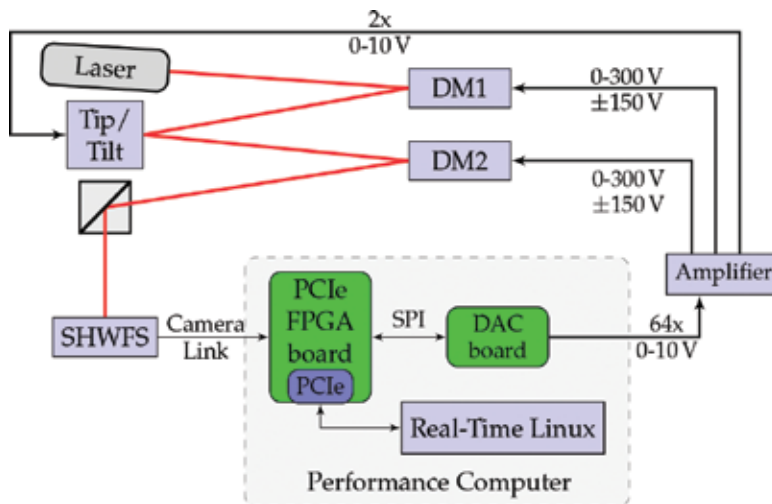 2x
0-10 V
Laser
DM1
0-300 V
±150 V
Tip/
Tilt
DM2
0-300 V
±150 V
Amplifier
PCIe
FPGA
board
SHWFS
Camera
Link
SPI
DAC
board
64x
0-10 V
PCIe
Real-Time Linux
Performance Computer